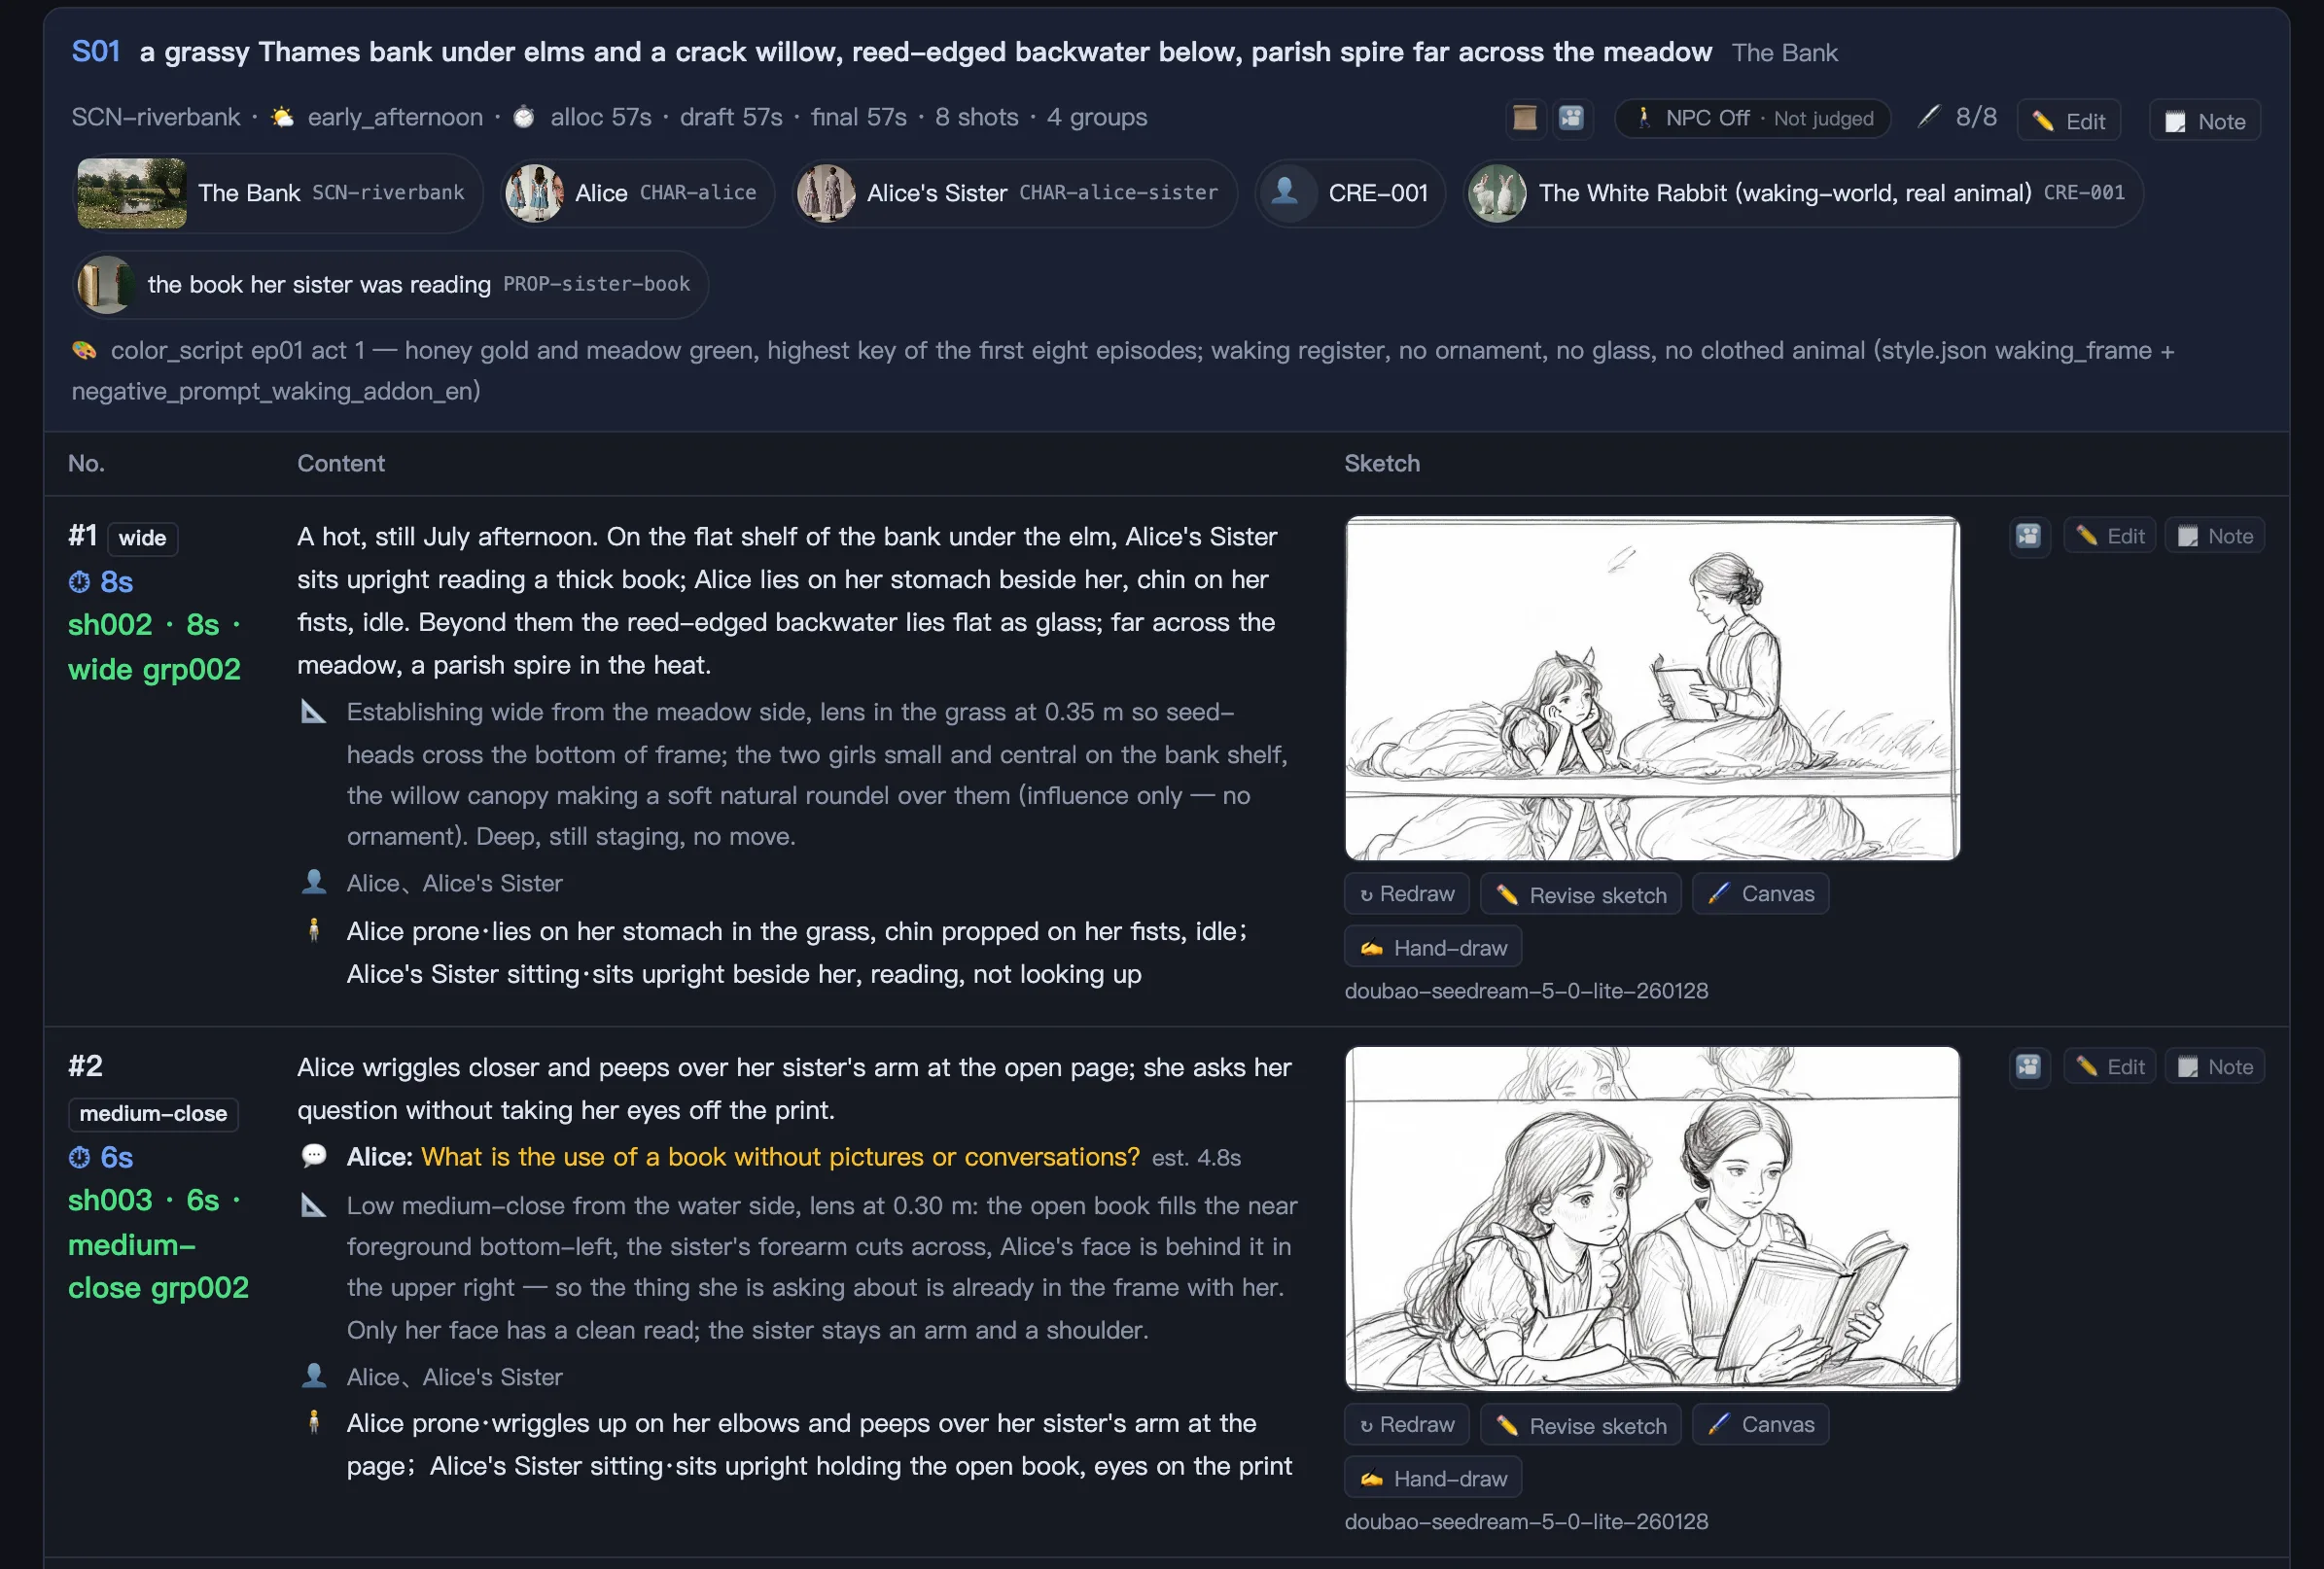 S01 a grassy Thames bank under elms and a crack willow, reed-edged backwater below, parish spire far across the meadow The Bank
SCN-riverbank · early_afternoon · alloc 57s · draft 57s · final 57s · 8 shots · 4 groups
NPC Off · Not judged
8/8
Edit
Note
The Bank SCN-riverbank
Alice CHAR-alice
Alice's Sister CHAR-alice-sister
CRE-001
The White Rabbit (waking-world, real animal) CRE-001
the book her sister was reading PROP-sister-book
color_script ep01 act 1 — honey gold and meadow green, highest key of the first eight episodes; waking register, no ornament, no glass, no clothed animal (style.json waking_frame +
negative_prompt_waking_addon_en)
No.
Content
Sketch
#1 wide
8s
sh002 · 8s ·
wide grp002
A hot, still July afternoon. On the flat shelf of the bank under the elm, Alice's Sister
sits upright reading a thick book; Alice lies on her stomach beside her, chin on her
fists, idle. Beyond them the reed-edged backwater lies flat as glass; far across the
meadow, a parish spire in the heat.
Establishing wide from the meadow side, lens in the grass at 0.35 m so seed-
heads cross the bottom of frame; the two girls small and central on the bank shelf,
the willow canopy making a soft natural roundel over them (influence only — no
ornament). Deep, still staging, no move.
Alice、Alice's Sister
Alice prone·lies on her stomach in the grass, chin propped on her fists, idle；
Alice's Sister sitting·sits upright beside her, reading, not looking up
Redraw
Revise sketch
Canvas
Hand-draw
doubao-seedream-5-0-lite-260128
Edit
Note
#2
medium-close
6s
sh003 · 6s ·
medium-
close grp002
Alice wriggles closer and peeps over her sister's arm at the open page; she asks her
question without taking her eyes off the print.
Alice: What is the use of a book without pictures or conversations? est. 4.8s
Low medium-close from the water side, lens at 0.30 m: the open book fills the near
foreground bottom-left, the sister's forearm cuts across, Alice's face is behind it in
the upper right — so the thing she is asking about is already in the frame with her.
Only her face has a clean read; the sister stays an arm and a shoulder.
Alice、Alice's Sister
Alice prone·wriggles up on her elbows and peeps over her sister's arm at the
page；Alice's Sister sitting·sits upright holding the open book, eyes on the print
Redraw
Revise sketch
Canvas
Hand-draw
doubao-seedream-5-0-lite-260128
Edit
Note